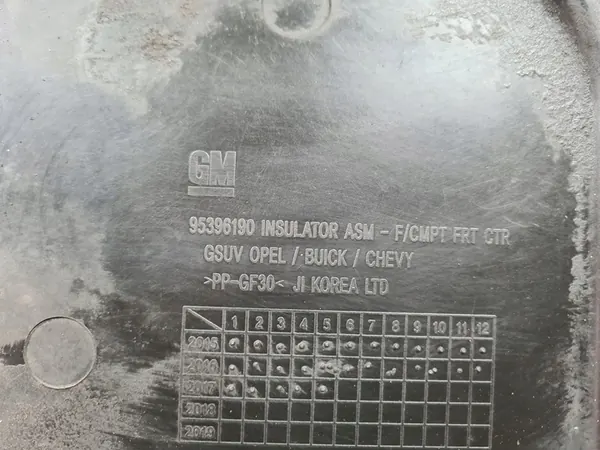 GM
95396190 INSULATOR ASM - F/CMPT FRT CTR
GSUV OPEL / BUICK / CHEVY
>PP-GF30< JI KOREA LTD
1 2 3 4 5 6 7 8 9 10 11 12
2015
2016
2017
2018
2019